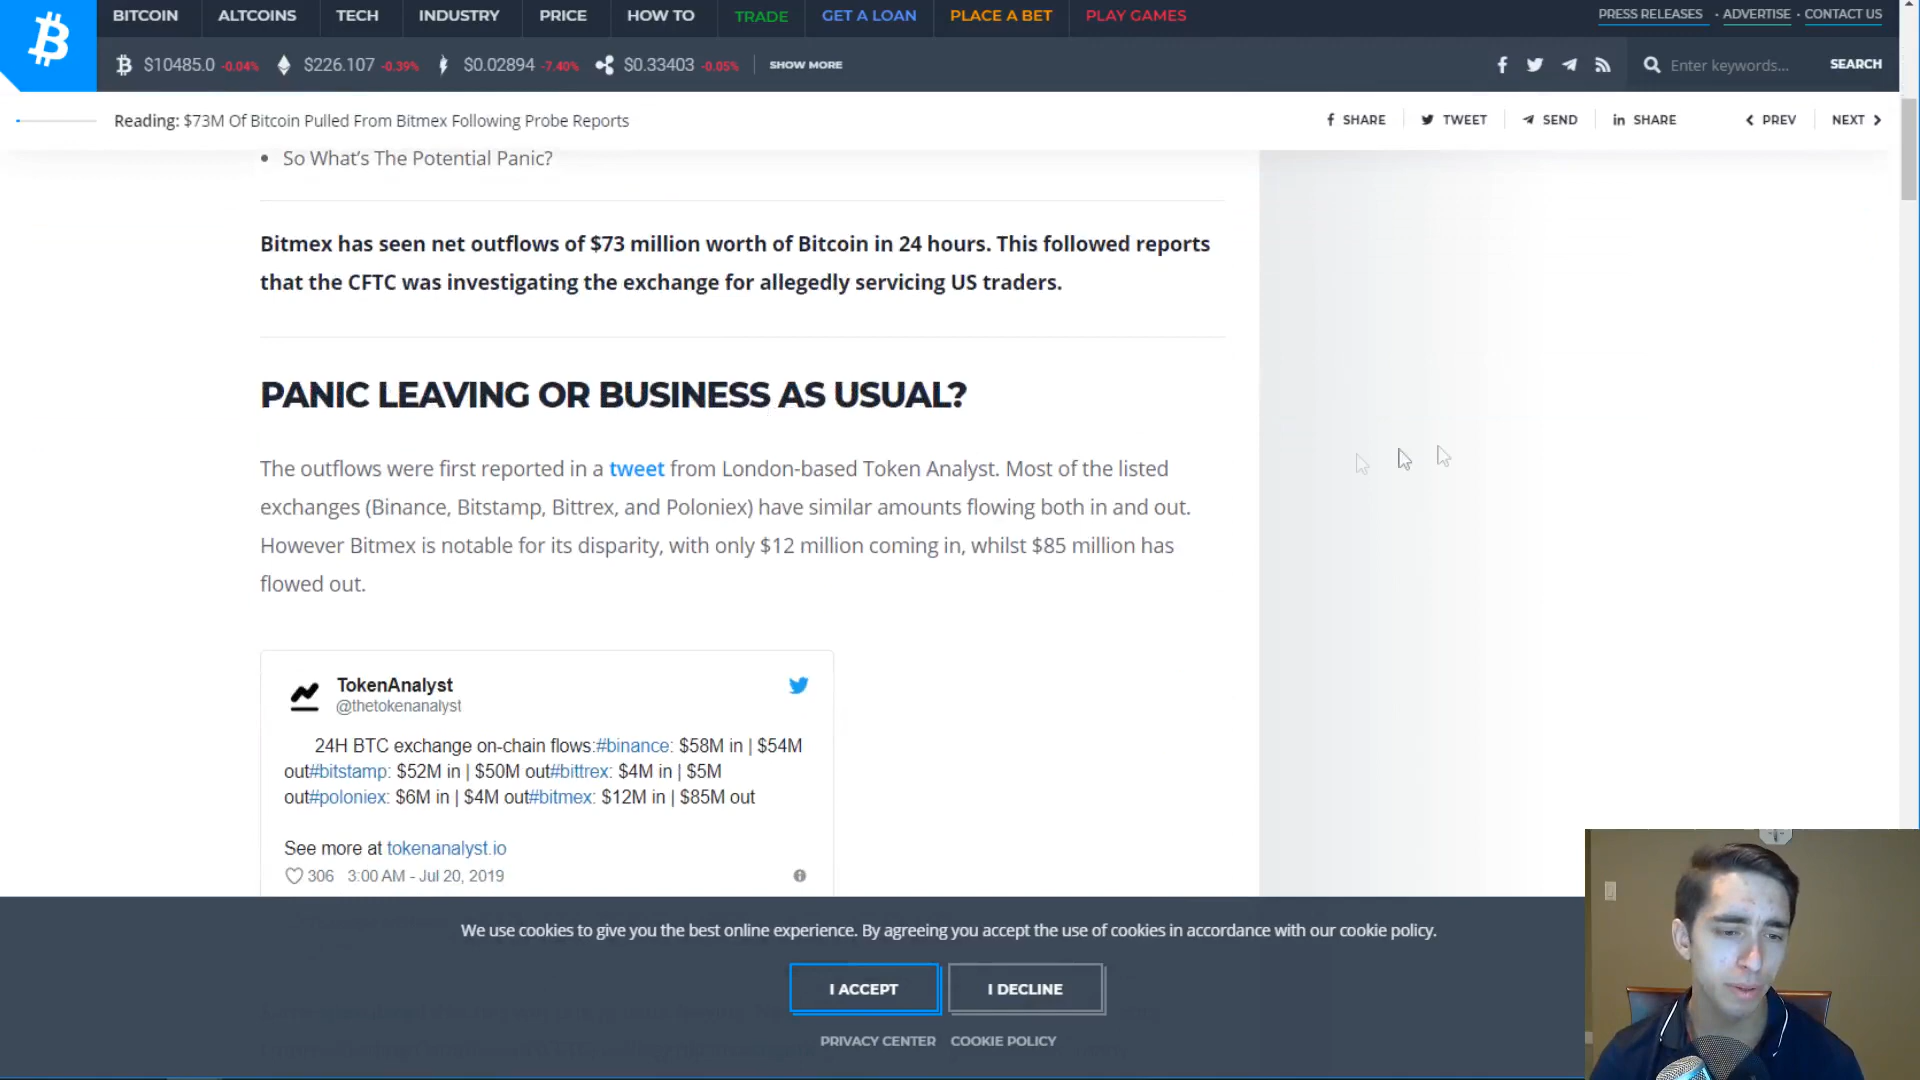 BITCOIN ALTCOINS TECH INDUSTRY PRICE HOW TO TRADE GET A LOAN PLACE A BET PLAY GAMES PRESS RELEASES • ADVERTISE • CONTACT US
$10485.0 -0.04% $226.107 -0.39% $0.02894 -7.40% $0.33403 -0.05% SHOW MORE Enter keywords... SEARCH
Reading: $73M Of Bitcoin Pulled From Bitmex Following Probe Reports SHARE TWEET SEND SHARE PREV NEXT
• So What's The Potential Panic?
Bitmex has seen net outflows of $73 million worth of Bitcoin in 24 hours. This followed reports
that the CFTC was investigating the exchange for allegedly servicing US traders.
PANIC LEAVING OR BUSINESS AS USUAL?
The outflows were first reported in a tweet from London-based Token Analyst. Most of the listed
exchanges (Binance, Bitstamp, Bittrex, and Poloniex) have similar amounts flowing both in and out.
However Bitmex is notable for its disparity, with only $12 million coming in, whilst $85 million has
flowed out.
TokenAnalyst
@thetokenanalyst
24H BTC exchange on-chain flows:#binance: $58M in | $54M
out#bitstamp: $52M in | $50M out#bittrex: $4M in | $5M
out#poloniex: $6M in | $4M out#bitmex: $12M in | $85M out
See more at tokenanalyst.io
306 3:00 AM - Jul 20, 2019
We use cookies to give you the best online experience. By agreeing you accept the use of cookies in accordance with our cookie policy.
I ACCEPT I DECLINE
PRIVACY CENTER COOKIE POLICY